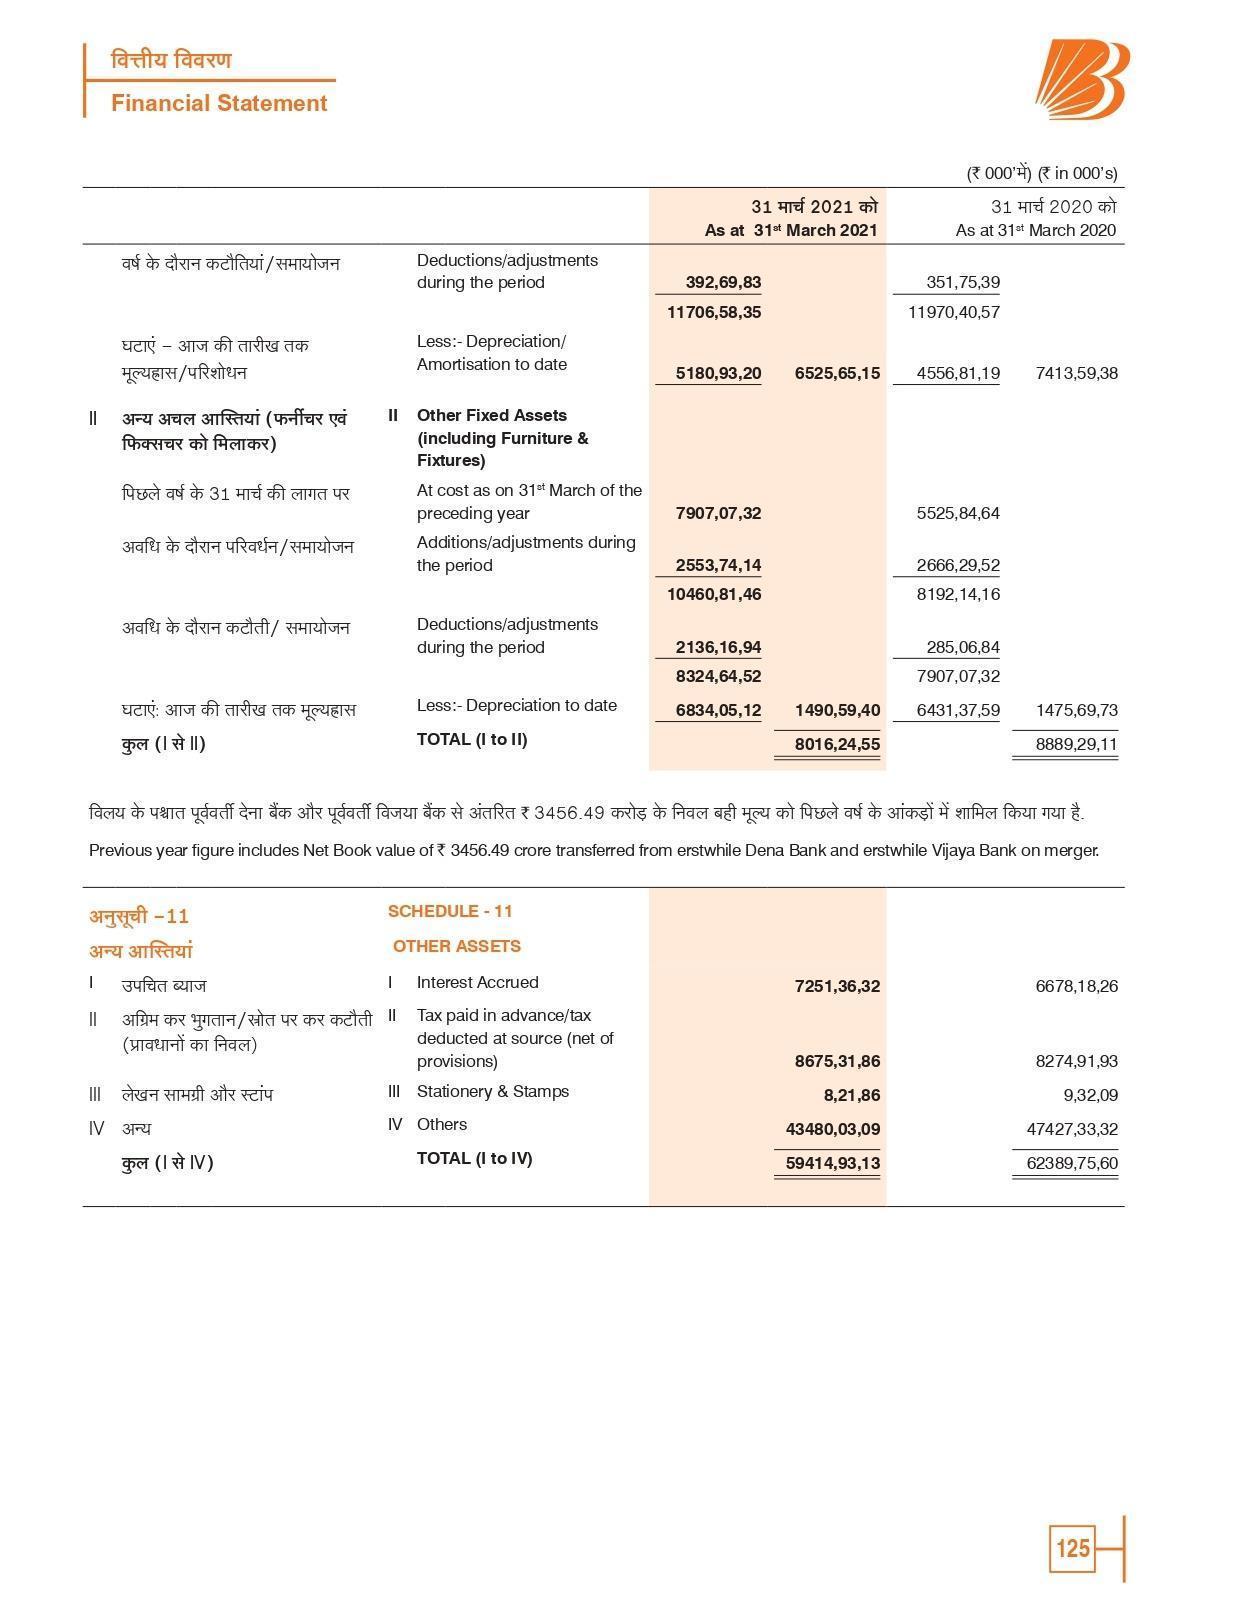 वित्तीय विवरण
Financial Statement
(₹ 000'में) (₹ in 000's)
31 मार्च 2021 को 31 मार्च 2020 को
As at 31st March 2021 As at 31st March 2020
वर्ष के दौरान कटौतियां/समायोजन Deductions/adjustments
during the period 392,69,83 351,75,39
11706,58,35 11970,40,57
घटाएं – आज की तारीख तक Less:- Depreciation/
मूल्यह्रास/परिशोधन Amortisation to date 5180,93,20 6525,65,15 4556,81,19 7413,59,38
II अन्य अचल आस्तियां (फर्नीचर एवं II Other Fixed Assets
फिक्सचर को मिलाकर) (including Furniture &
Fixtures)
पिछले वर्ष के 31 मार्च की लागत पर At cost as on 31st March of the
preceding year 7907,07,32 5525,84,64
अवधि के दौरान परिवर्धन/समायोजन Additions/adjustments during
the period 2553,74,14 2666,29,52
10460,81,46 8192,14,16
अवधि के दौरान कटौती/ समायोजन Deductions/adjustments
during the period 2136,16,94 285,06,84
8324,64,52 7907,07,32
घटाएं: आज की तारीख तक मूल्यह्रास Less:- Depreciation to date 6834,05,12 1490,59,40 6431,37,59 1475,69,73
कुल (I से II) TOTAL (I to II) 8016,24,55 8889,29,11
विलय के पश्चात पूर्ववर्ती देना बैंक और पूर्ववर्ती विजया बैंक से अंतरित ₹ 3456.49 करोड़ के निवल बही मूल्य को पिछले वर्ष के आंकड़ों में शामिल किया गया है.
Previous year figure includes Net Book value of ₹ 3456.49 crore transferred from erstwhile Dena Bank and erstwhile Vijaya Bank on merger.
अनुसूची –11 SCHEDULE - 11
अन्य आस्तियां OTHER ASSETS
I उपचित ब्याज I Interest Accrued 7251,36,32 6678,18,26
II अग्रिम कर भुगतान/स्त्रोत पर कर कटौती II Tax paid in advance/tax
(प्रावधानों का निवल) deducted at source (net of
provisions) 8675,31,86 8274,91,93
III लेखन सामग्री और स्टांप III Stationery & Stamps 8,21,86 9,32,09
IV अन्य IV Others 43480,03,09 47427,33,32
कुल (I से IV) TOTAL (I to IV) 59414,93,13 62389,75,60
125